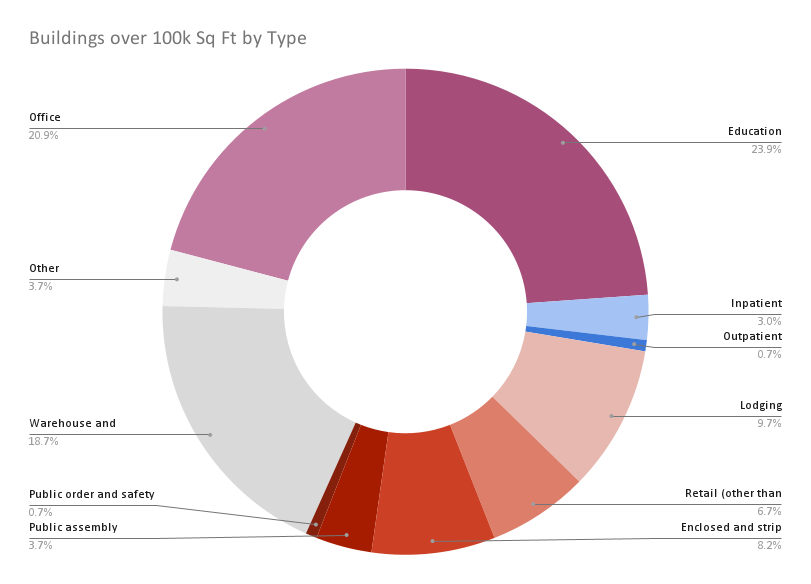 Buildings over 100k Sq Ft by Type
Office
20.9%
Education
23.9%
Other
3.7%
Inpatient
3.0%
Outpatient
0.7%
Lodging
9.7%
Warehouse and
18.7%
Retail (other than
6.7%
Public order and safety
0.7%
Public assembly
3.7%
Enclosed and strip
8.2%